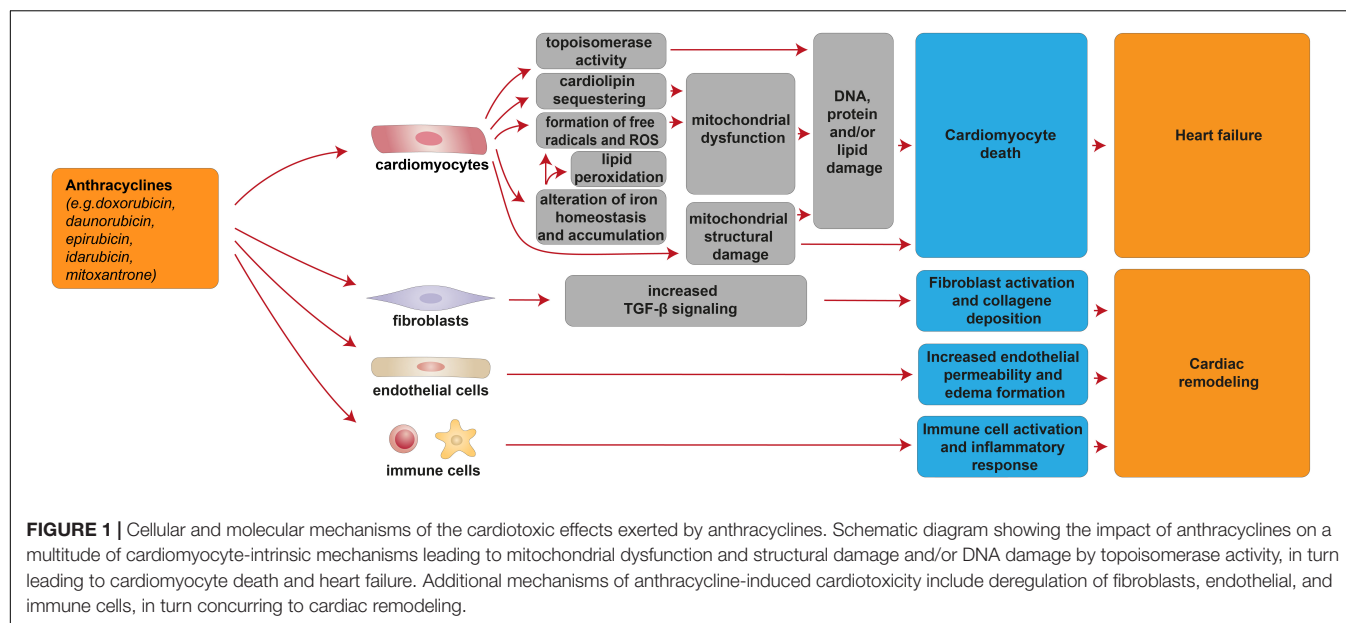 Anthracyclines
(e.g.doxorubicin,
daunorubicin,
epirubicin,
idarubicin,
mitoxantrone)
cardiomyocytes
topoisomerase
activity
cardiolipin
sequestering
formation of free
radicals and ROS
lipid
peroxidation
alteration of iron
homeostasis
and accumulation
mitochondrial
dysfunction
mitochondrial
structural
damage
DNA,
protein
and/or
lipid
damage
Cardiomyocyte
death
Heart failure
fibroblasts
increased
TGF-β signaling
Fibroblast activation
and collagene
deposition
endothelial cells
Increased endothelial
permeability and
edema formation
Cardiac
remodeling
immune cells
Immune cell activation
and inflammatory
response
FIGURE 1 | Cellular and molecular mechanisms of the cardiotoxic effects exerted by anthracyclines. Schematic diagram showing the impact of anthracyclines on a
multitude of cardiomyocyte-intrinsic mechanisms leading to mitochondrial dysfunction and structural damage and/or DNA damage by topoisomerase activity, in turn
leading to cardiomyocyte death and heart failure. Additional mechanisms of anthracycline-induced cardiotoxicity include deregulation of fibroblasts, endothelial, and
immune cells, in turn concurring to cardiac remodeling.